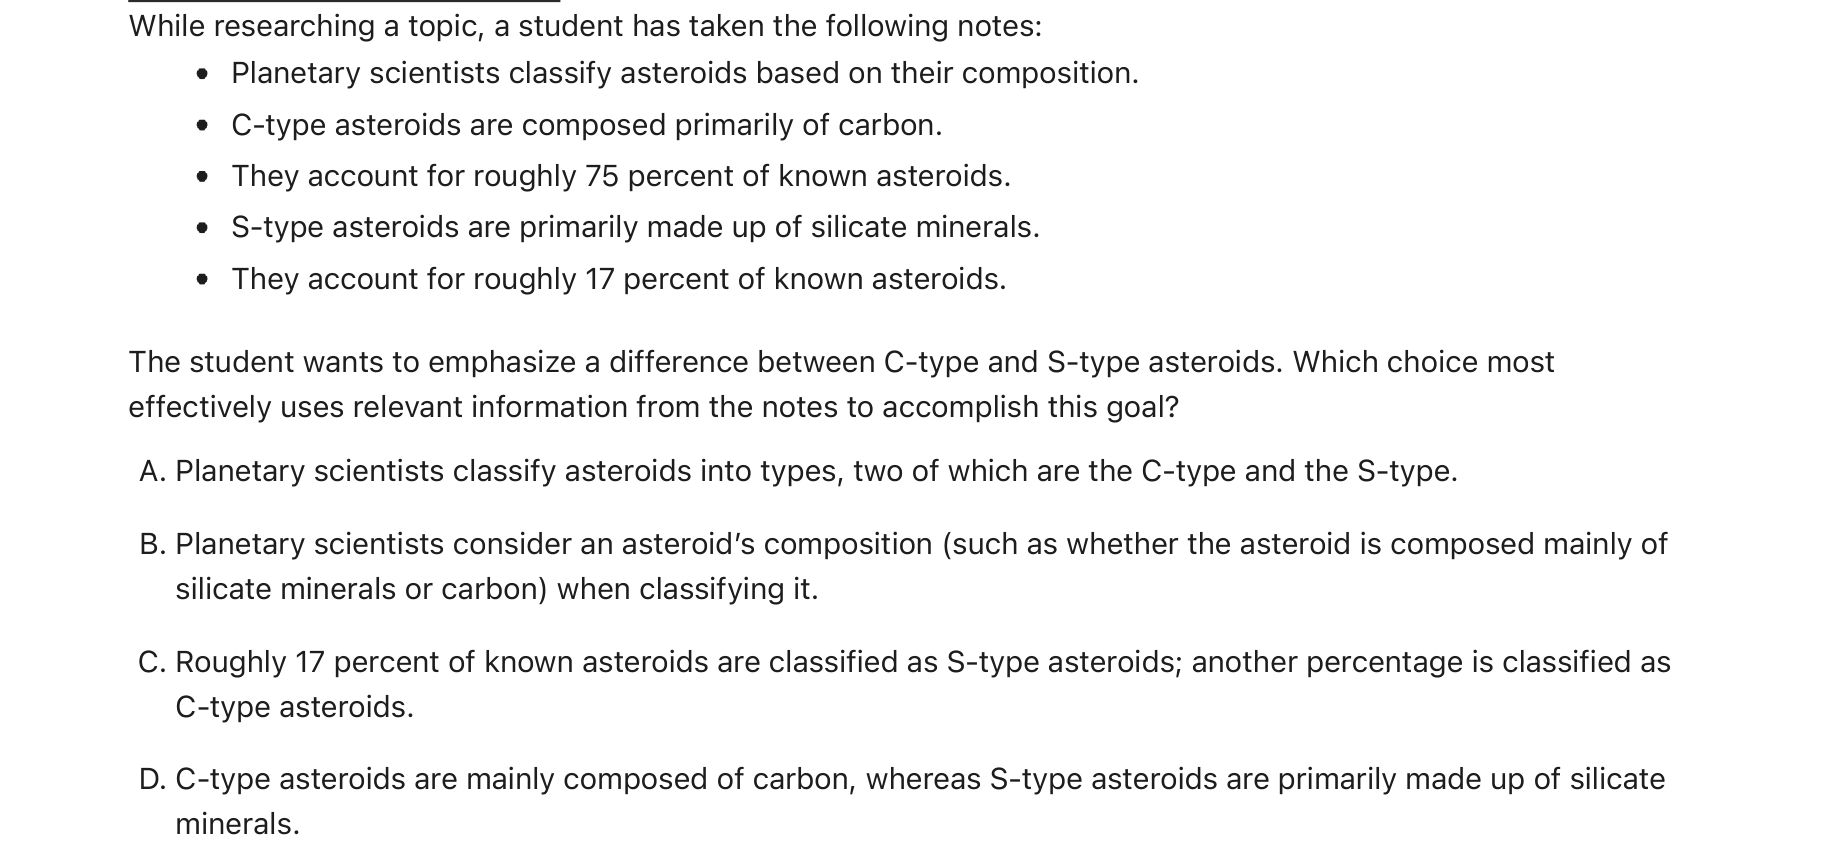 While researching a topic, a student has taken the following notes:
• Planetary scientists classify asteroids based on their composition.
• C-type asteroids are composed primarily of carbon.
• They account for roughly 75 percent of known asteroids.
• S-type asteroids are primarily made up of silicate minerals.
• They account for roughly 17 percent of known asteroids.
The student wants to emphasize a difference between C-type and S-type asteroids. Which choice most
effectively uses relevant information from the notes to accomplish this goal?
A. Planetary scientists classify asteroids into types, two of which are the C-type and the S-type.
B. Planetary scientists consider an asteroid’s composition (such as whether the asteroid is composed mainly of
silicate minerals or carbon) when classifying it.
C. Roughly 17 percent of known asteroids are classified as S-type asteroids; another percentage is classified as
C-type asteroids.
D. C-type asteroids are mainly composed of carbon, whereas S-type asteroids are primarily made up of silicate
minerals.